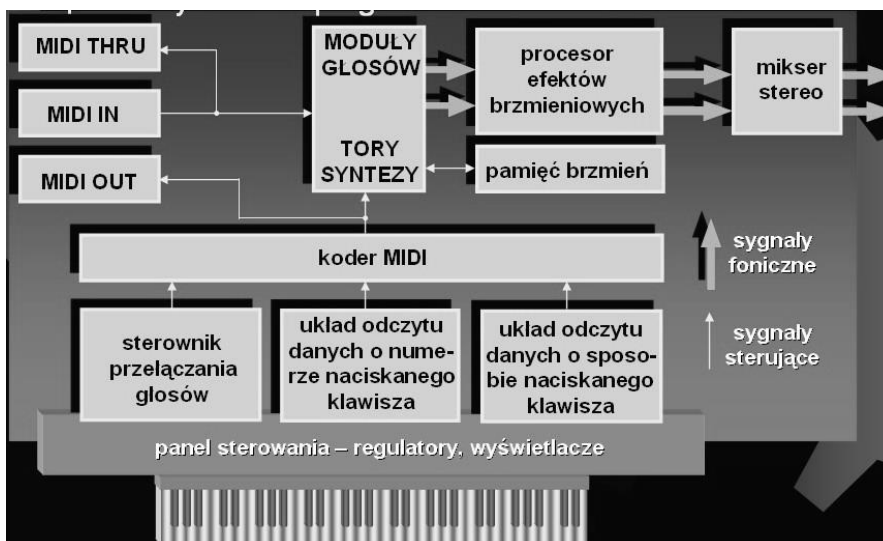 MIDI THRU
MIDI IN
MIDI OUT
MODUŁY
GŁOSÓW
TORY
SYNTEZY
procesor
efektów
brzmieniowych
mikser
stereo
pamięć brzmień
koder MIDI
sygnały
foniczne
sterownik
przełączania
głosów
układ odczytu
danych o nume-
rze naciskanego
klawisza
układ odczytu
danych o sposo-
bie naciskanego
klawisza
sygnały
sterujące
panel sterowania – regulatory, wyświetlacze